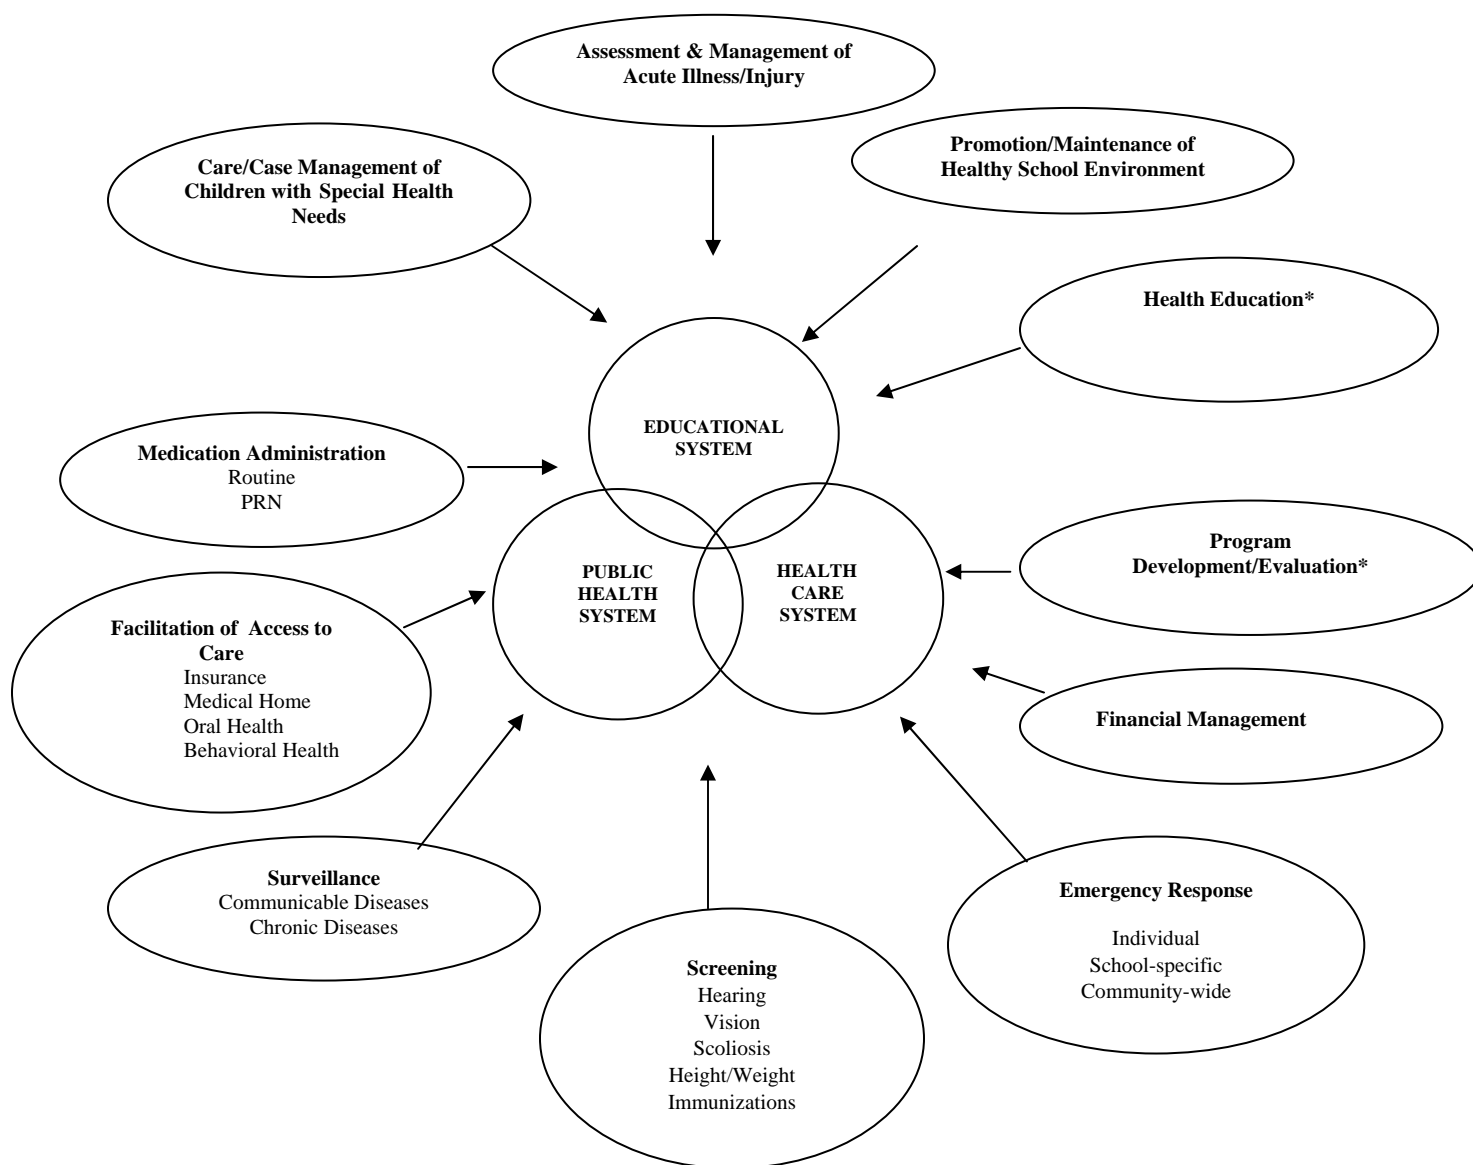 Assessment & Management of
Acute Illness/Injury
Promotion/Maintenance of
Healthy School Environment
Care/Case Management of
Children with Special Health
Needs
Health Education*
EDUCATIONAL
SYSTEM
Medication Administration
Routine
PRN
Program
Development/Evaluation*
PUBLIC
HEALTH
SYSTEM
HEALTH
CARE
SYSTEM
Facilitation of Access to
Care
Insurance
Medical Home
Oral Health
Behavioral Health
Financial Management
Surveillance
Communicable Diseases
Chronic Diseases
Emergency Response
Individual
School-specific
Community-wide
Screening
Hearing
Vision
Scoliosis
Height/Weight
Immunizations